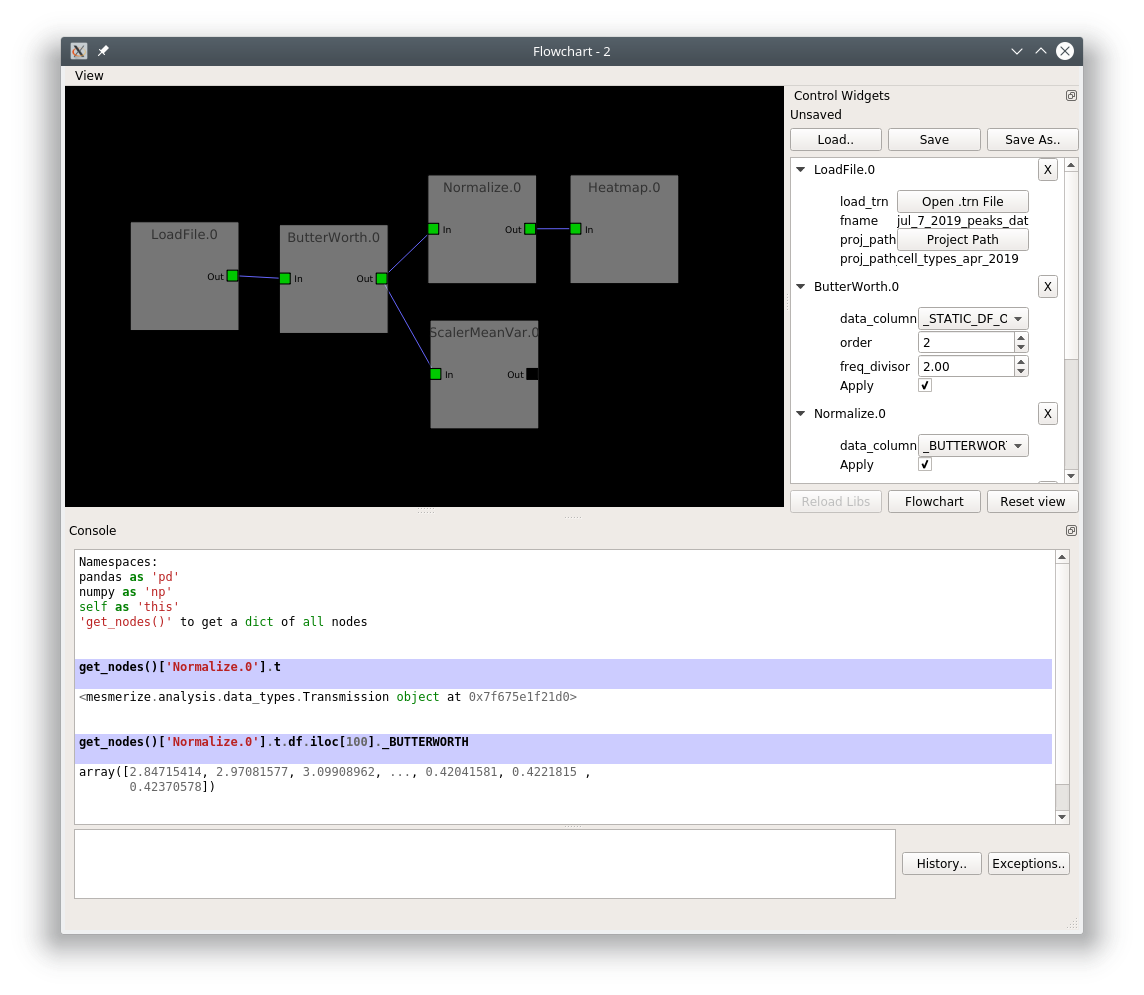 Flowchart - 2
View
LoadFile.0
Out
ButterWorth.0
In
Out
Normalize.0
In
Out
Heatmap.0
In
ScalerMeanVar.0
In
Out
Control Widgets
Unsaved
Load..
Save
Save As..
LoadFile.0
X
load_trn
Open .trn File
fname
jul_7_2019_peaks_dat
proj_path
Project Path
proj_path
cell_types_apr_2019
ButterWorth.0
X
data_column
_STATIC_DF_O
order
2
freq_divisor
2.00
Apply
Normalize.0
X
data_column
_BUTTERWOR
Apply
Reload Libs
Flowchart
Reset view
Console
Namespaces:
pandas as 'pd'
numpy as 'np'
self as 'this'
'get_nodes()' to get a dict of all nodes
get_nodes()['Normalize.0'].t
<mesmerize.analysis.data_types.Transmission object at 0x7f675e1f21d0>
get_nodes()['Normalize.0'].t.df.iloc[100]._BUTTERWORTH
array([2.84715414, 2.97081577, 3.09908962, ..., 0.42041581, 0.4221815 ,
0.42370578])
History..
Exceptions..